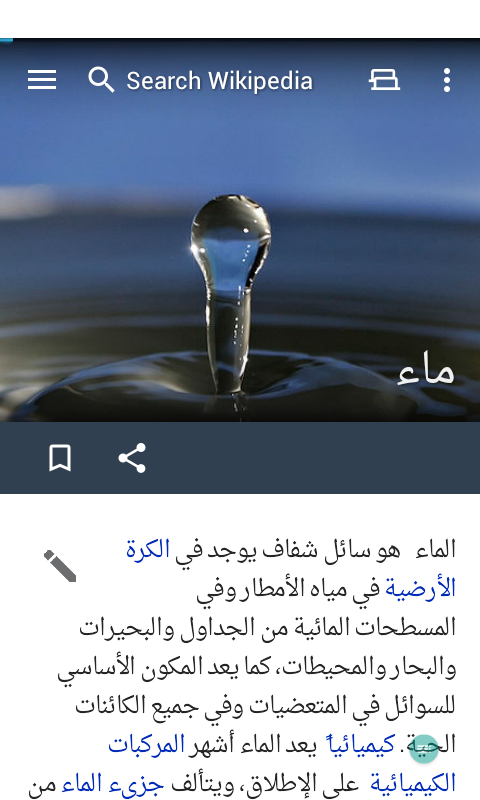 Search Wikipedia
ماء
الماء هو سائل شفاف يوجد في الكرة
الأرضية في مياه الأمطار وفي
المسطحات المائية من الجداول والبحيرات
والبحار والمحيطات، كما يعد المكون الأساسي
للسوائل في المتعضيات وفي جميع الكائنات
الحية. كيميائياً يعد الماء أشهر المركبات
الكيميائية على الإطلاق، ويتألف جزيء الماء من